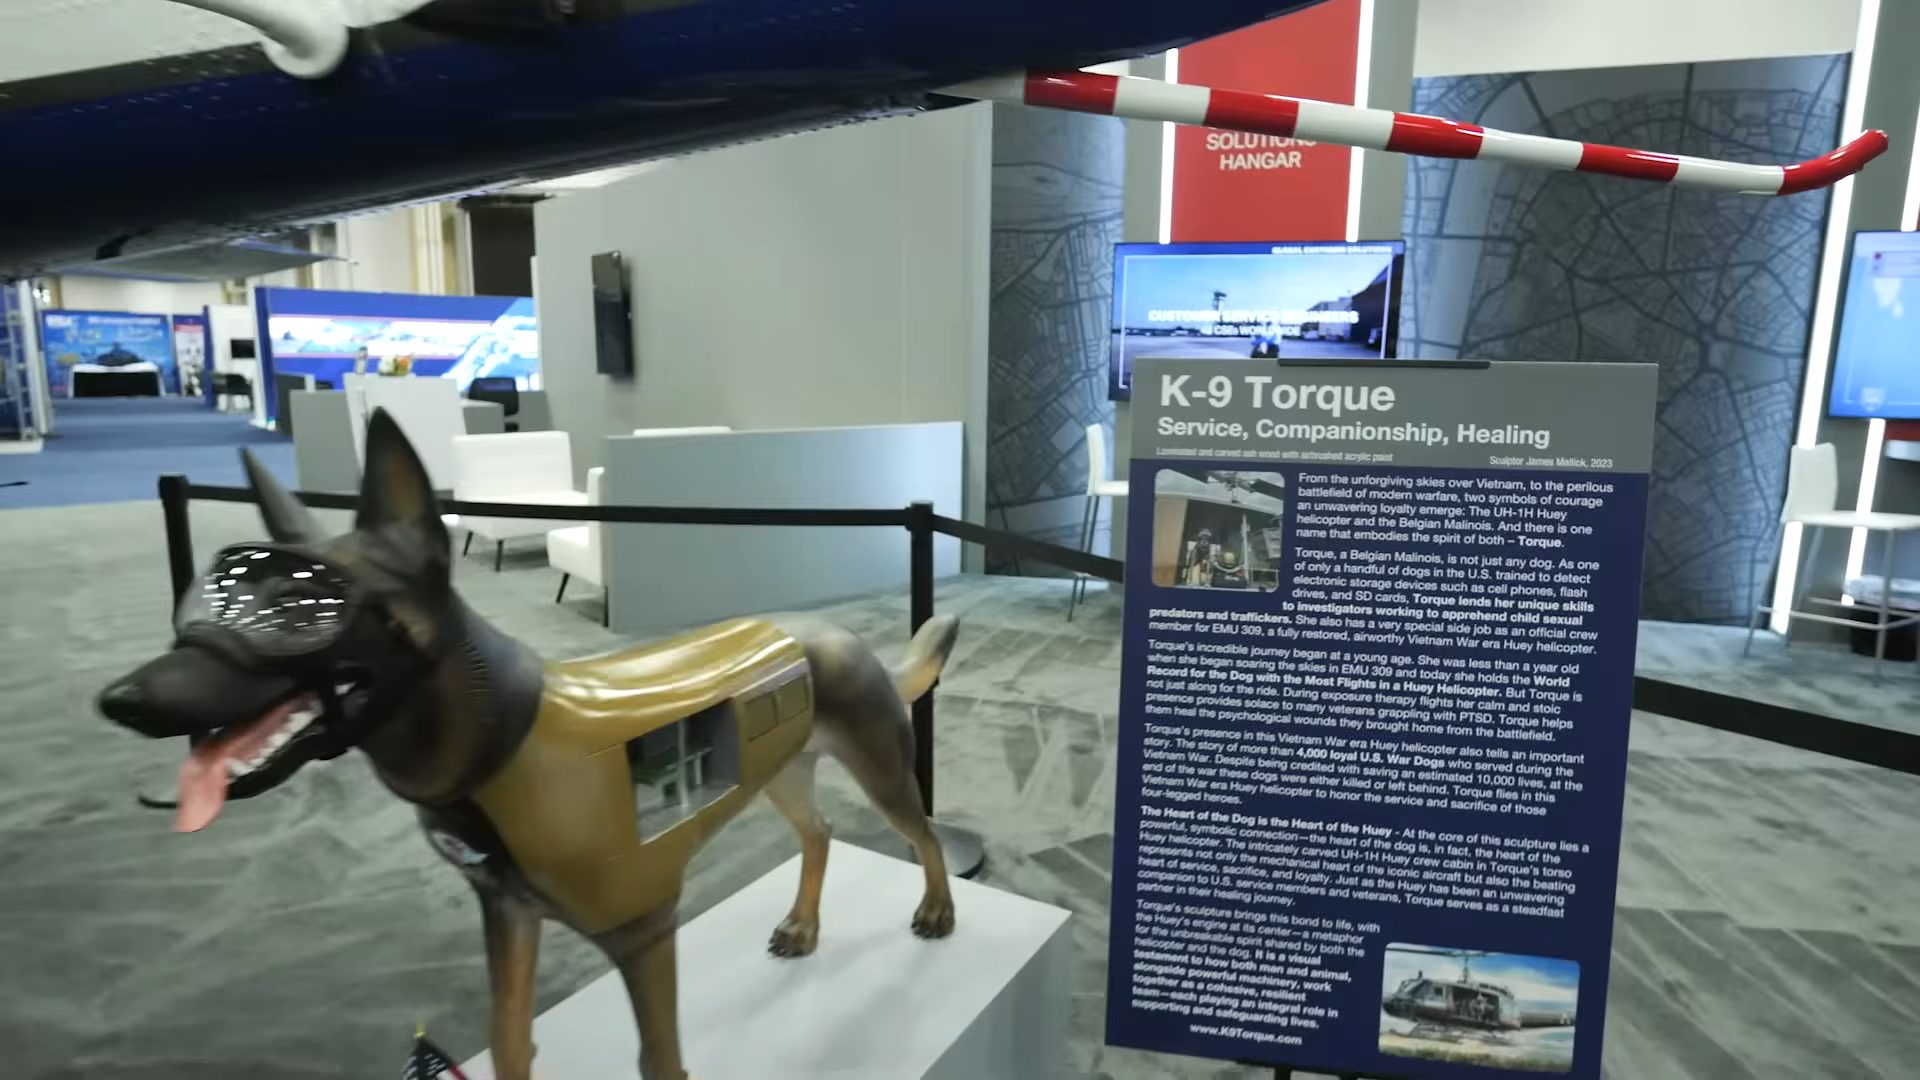 SOLUTIONS
HANGAR
GLOBAL CUSTOMER SOLUTIONS
CUSTOMER SERVICE ENGINEERS
CSEs WORLDWIDE
K-9 Torque
Service, Companionship, Healing
Laminated and carved ash wood with airbrushed acrylic paint
Sculptor James Mallick, 2023
From the unforgiving skies over Vietnam, to the perilous
battlefield of modern warfare, two symbols of courage
an unwavering loyalty emerge: The UH-1H Huey
helicopter and the Belgian Malinois. And there is one
name that embodies the spirit of both – Torque.
Torque, a Belgian Malinois, is not just any dog. As one
of only a handful of dogs in the U.S. trained to detect
electronic storage devices such as cell phones, flash
drives, and SD cards, Torque lends her unique skills
to investigators working to apprehend child sexual
predators and traffickers. She also has a very special side job as an official crew
member for EMU 309, a fully restored, airworthy Vietnam War era Huey helicopter.
Torque's incredible journey began at a young age. She was less than a year old
when she began soaring the skies in EMU 309 and today she holds the World
Record for the Dog with the Most Flights in a Huey Helicopter. But Torque is
not just along for the ride. During exposure therapy flights her calm and stoic
presence provides solace to many veterans grappling with PTSD. Torque helps
them heal the psychological wounds they brought home from the battlefield.
Torque's presence in this Vietnam War era Huey helicopter also tells an important
story. The story of more than 4,000 loyal U.S. War Dogs who served during the
Vietnam War. Despite being credited with saving an estimated 10,000 lives, at the
end of the war these dogs were either killed or left behind. Torque flies in this
Vietnam War era Huey helicopter to honor the service and sacrifice of those
four-legged heroes.
The Heart of the Dog is the Heart of the Huey - At the core of this sculpture lies a
powerful, symbolic connection—the heart of the dog is, in fact, the heart of the
Huey helicopter. The intricately carved UH-1H Huey crew cabin in Torque's torso
represents not only the mechanical heart of the iconic aircraft but also the beating
heart of service, sacrifice, and loyalty. Just as the Huey has been an unwavering
companion to U.S. service members and veterans, Torque serves as a steadfast
partner in their healing journey.
Torque's sculpture brings this bond to life, with
the Huey's engine at its center—a metaphor
for the unbreakable spirit shared by both the
helicopter and the dog. It is a visual
testament to how both man and animal,
alongside powerful machinery, work
together as a cohesive, resilient
team—each playing an integral role in
supporting and safeguarding lives.
www.K9Torque.com